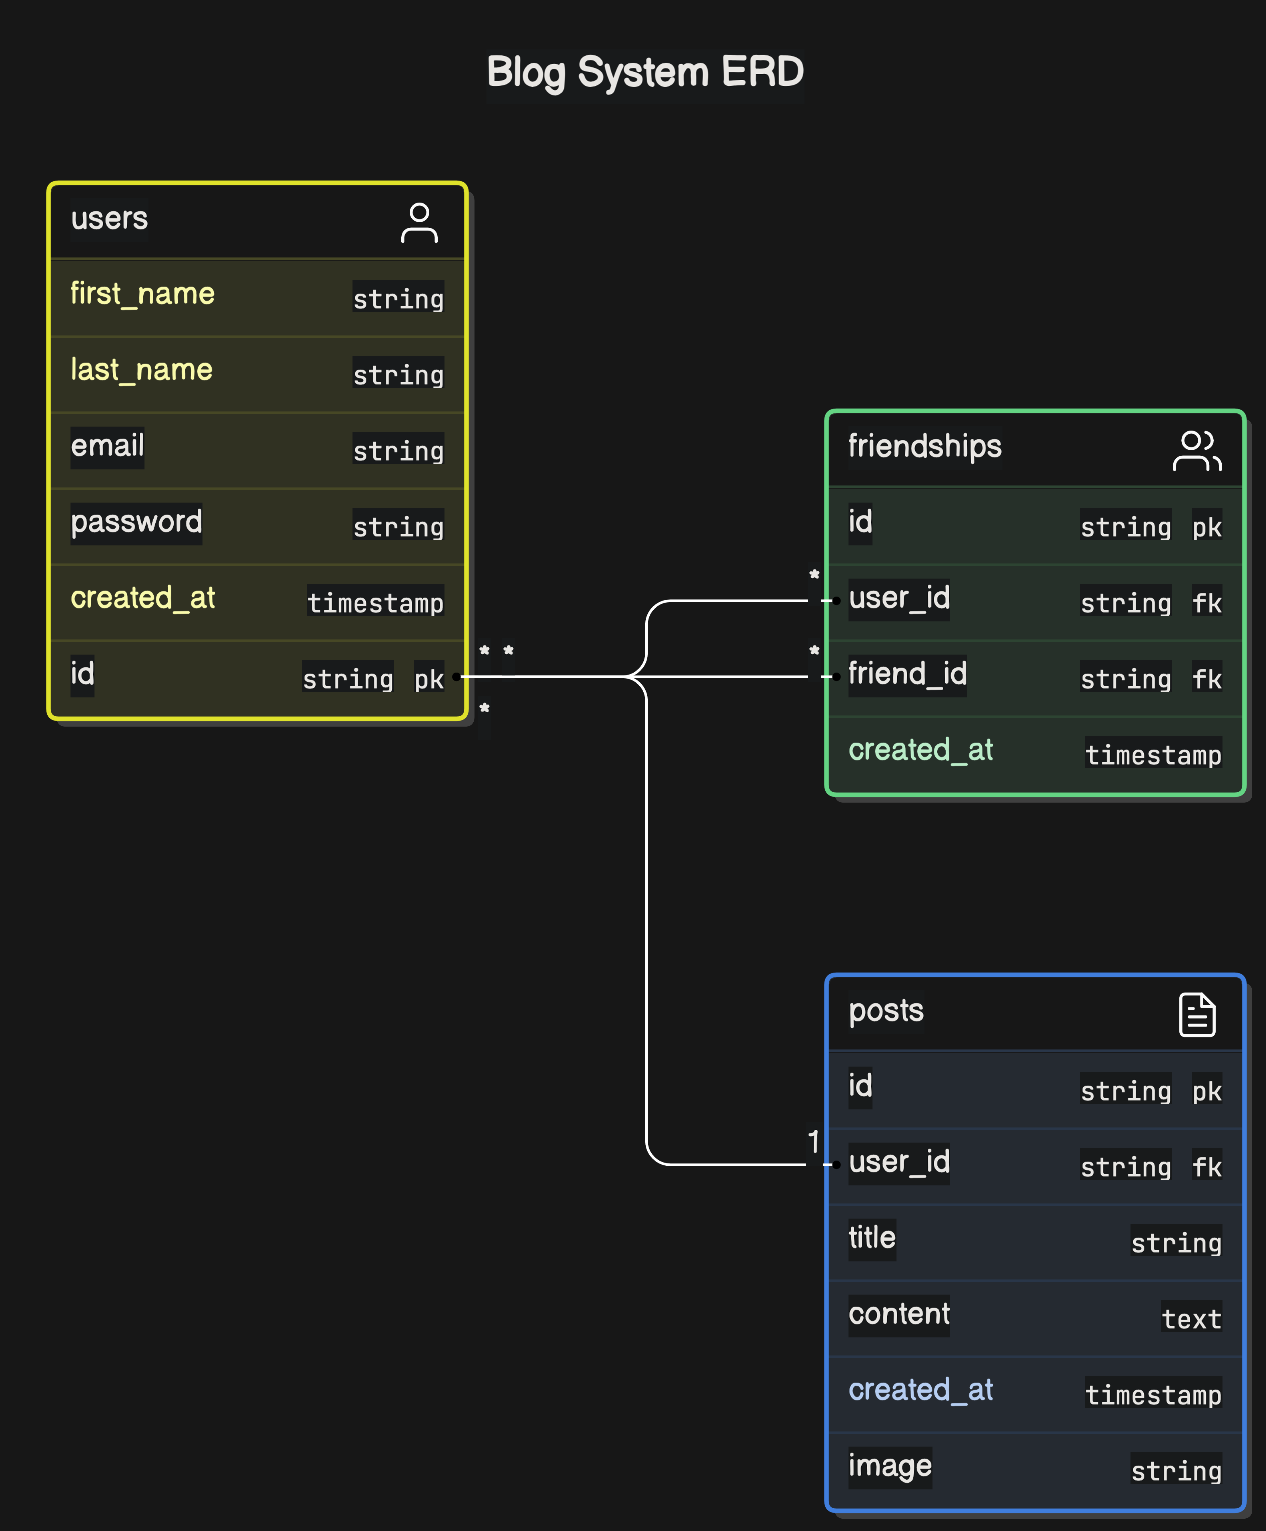 Blog System ERD
users
first_name string
last_name string
email string
password string
created_at timestamp
id string pk
* *
*
friendships
id string pk
* user_id string fk
* friend_id string fk
created_at timestamp
posts
id string pk
1 user_id string fk
title string
content text
created_at timestamp
image string